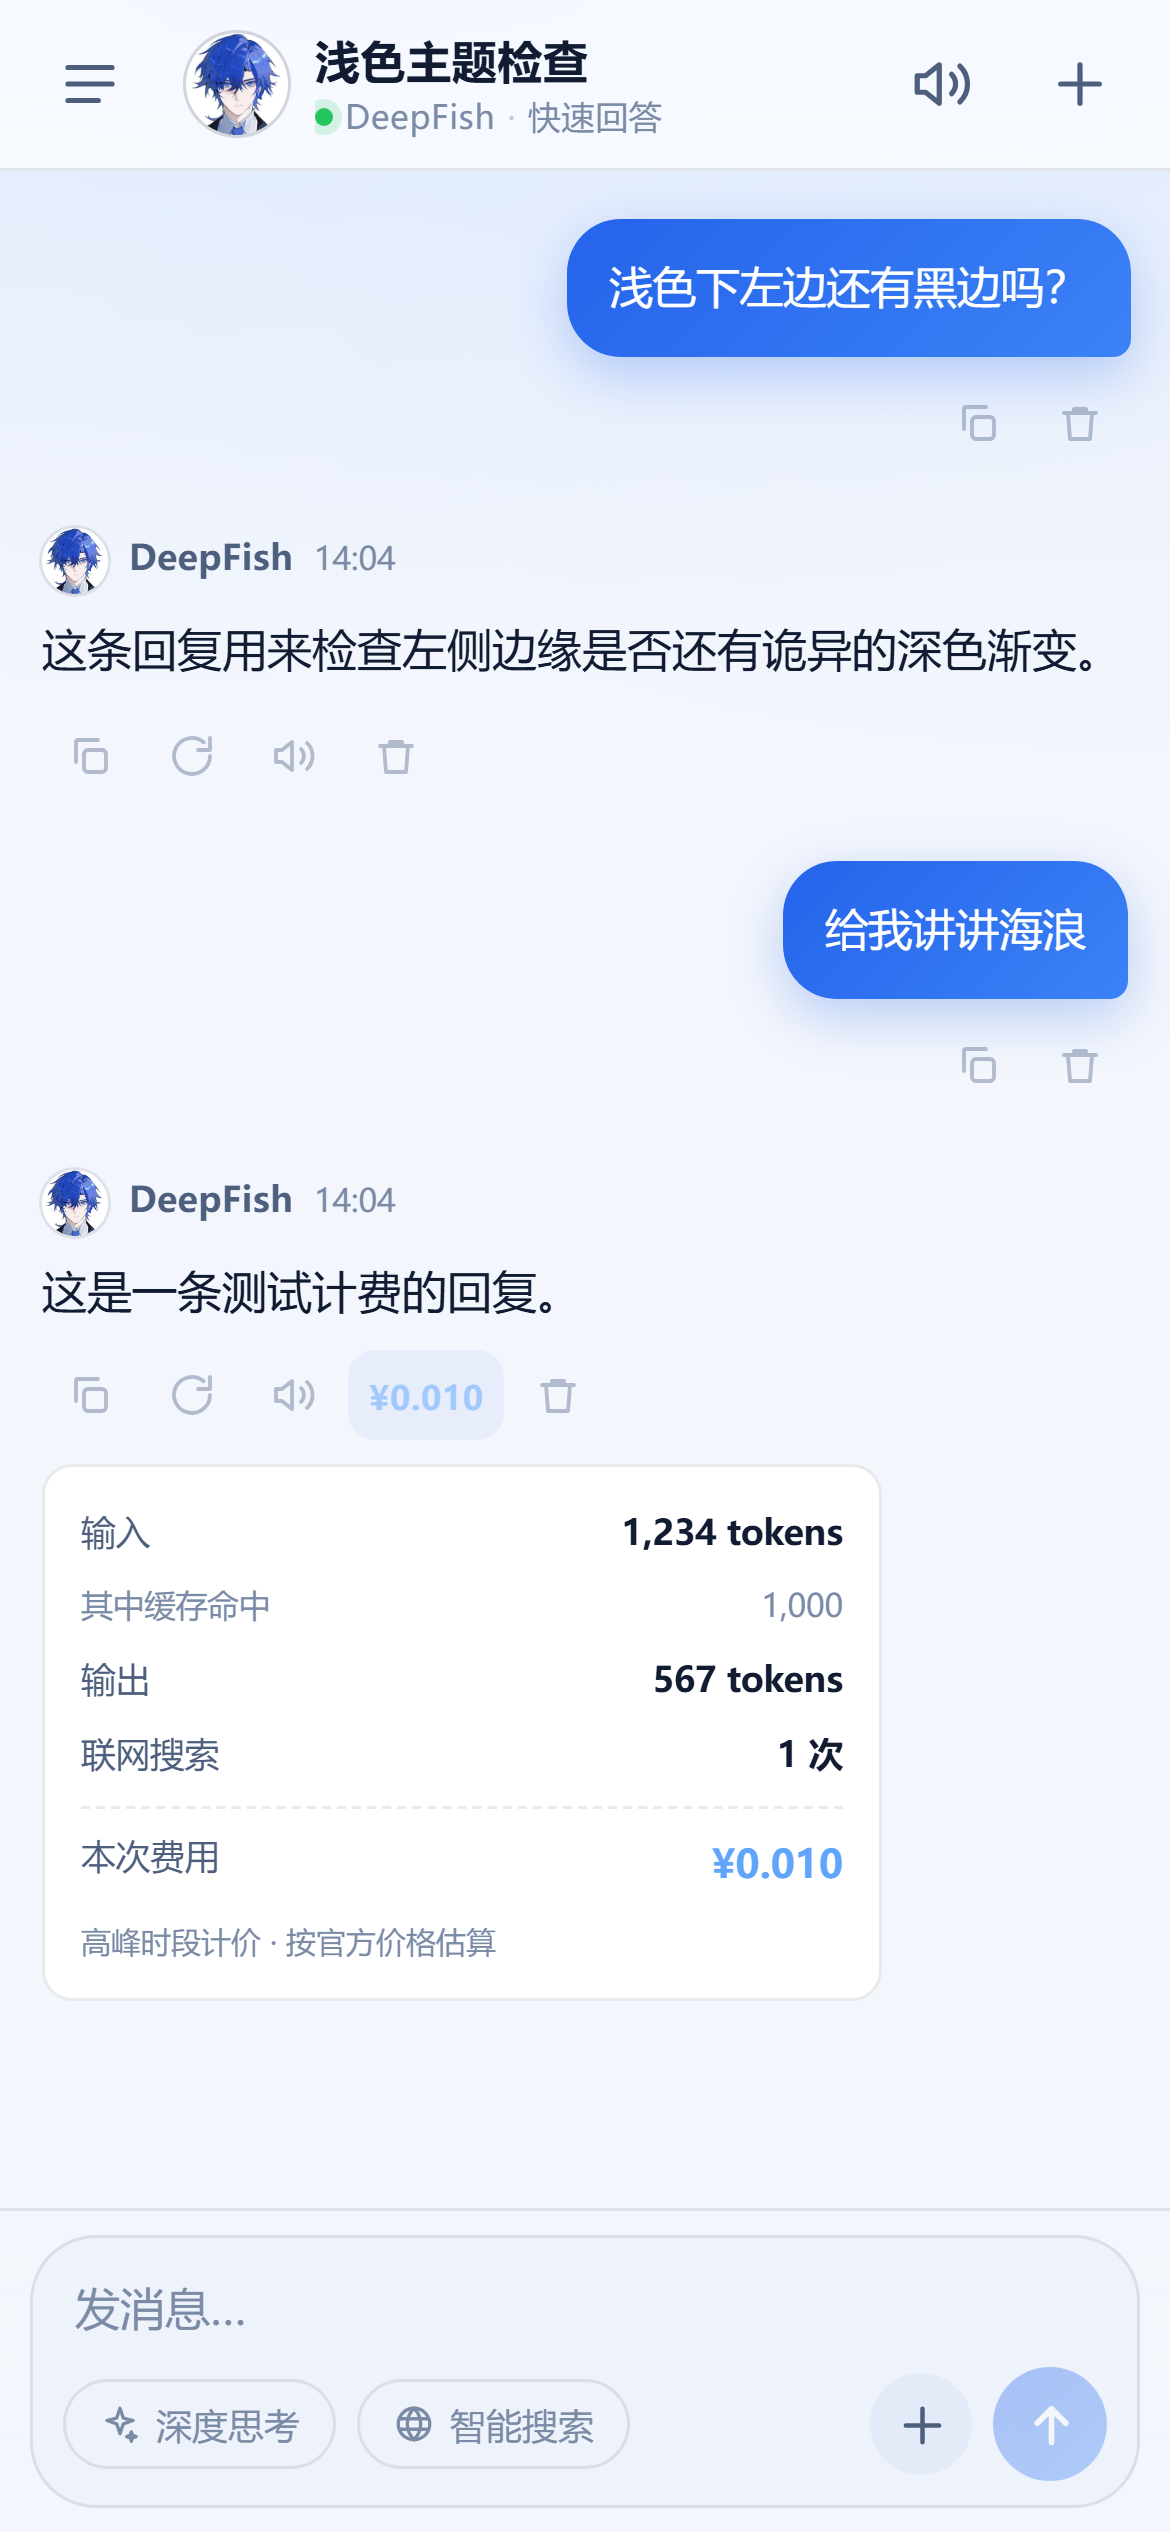 浅色主题检查
DeepFish · 快速回答
浅色下左边还有黑边吗？
DeepFish 14:04
这条回复用来检查左侧边缘是否还有诡异的深色渐变。
给我讲讲海浪
DeepFish 14:04
这是一条测试计费的回复。
¥0.010
输入 1,234 tokens
其中缓存命中 1,000
输出 567 tokens
联网搜索 1 次
本次费用 ¥0.010
高峰时段计价 · 按官方价格估算
发消息...
深度思考 智能搜索